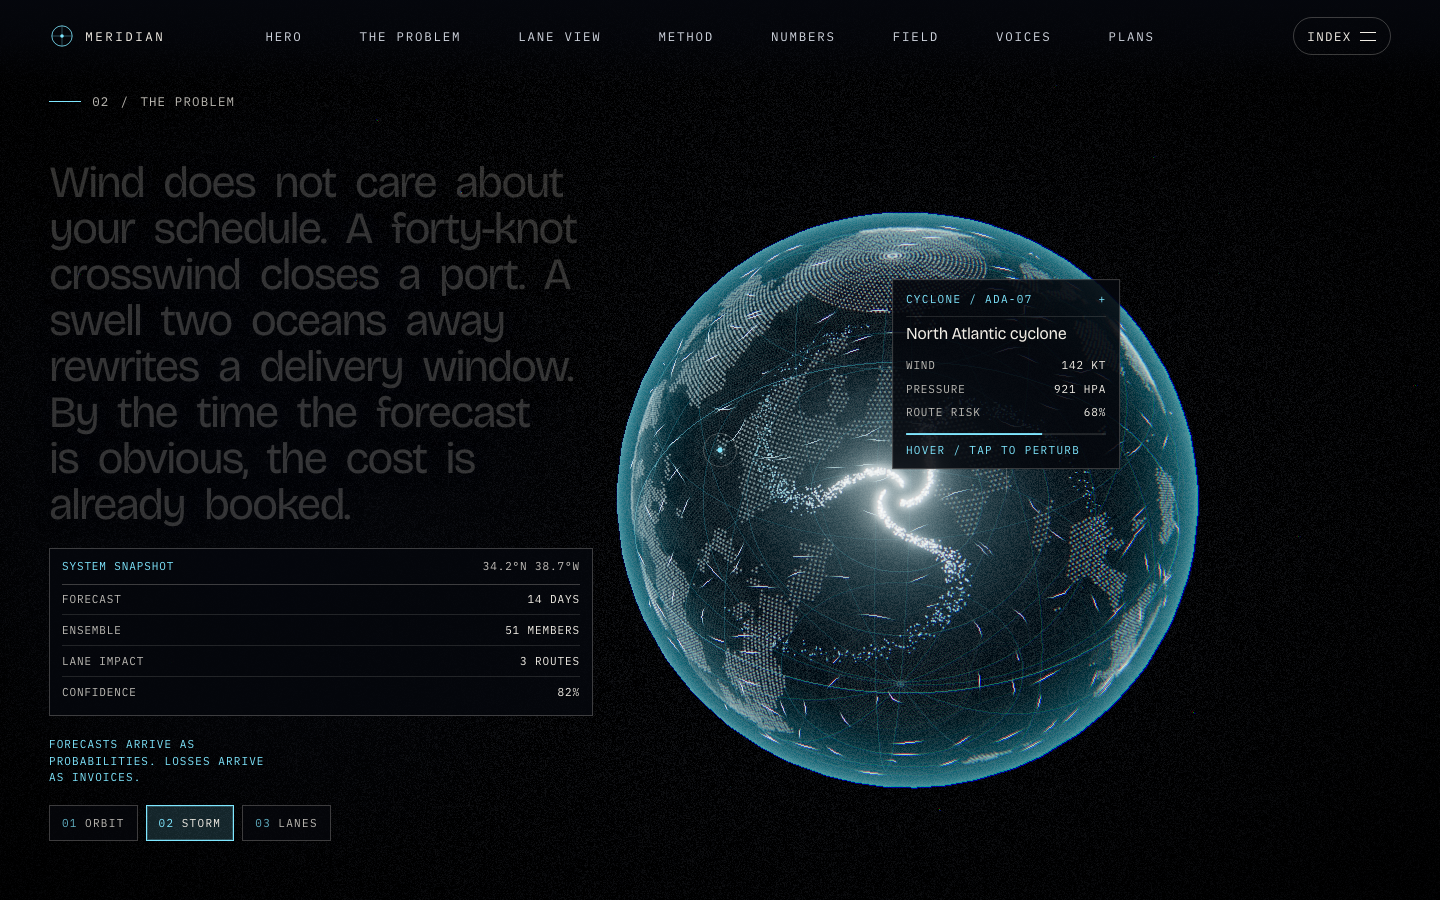 MERIDIAN
HERO
THE PROBLEM
LANE VIEW
METHOD
NUMBERS
FIELD
VOICES
PLANS
INDEX
02 / THE PROBLEM
Wind does not care about
your schedule. A forty-knot
crosswind closes a port. A
swell two oceans away
rewrites a delivery window.
By the time the forecast
is obvious, the cost is
already booked.
SYSTEM SNAPSHOT 34.2°N 38.7°W
FORECAST 14 DAYS
ENSEMBLE 51 MEMBERS
LANE IMPACT 3 ROUTES
CONFIDENCE 82%
FORECASTS ARRIVE AS
PROBABILITIES. LOSSES ARRIVE
AS INVOICES.
01 ORBIT
02 STORM
03 LANES
CYCLONE / ADA-07 +
North Atlantic cyclone
WIND 142 KT
PRESSURE 921 HPA
ROUTE RISK 68%
HOVER / TAP TO PERTURB